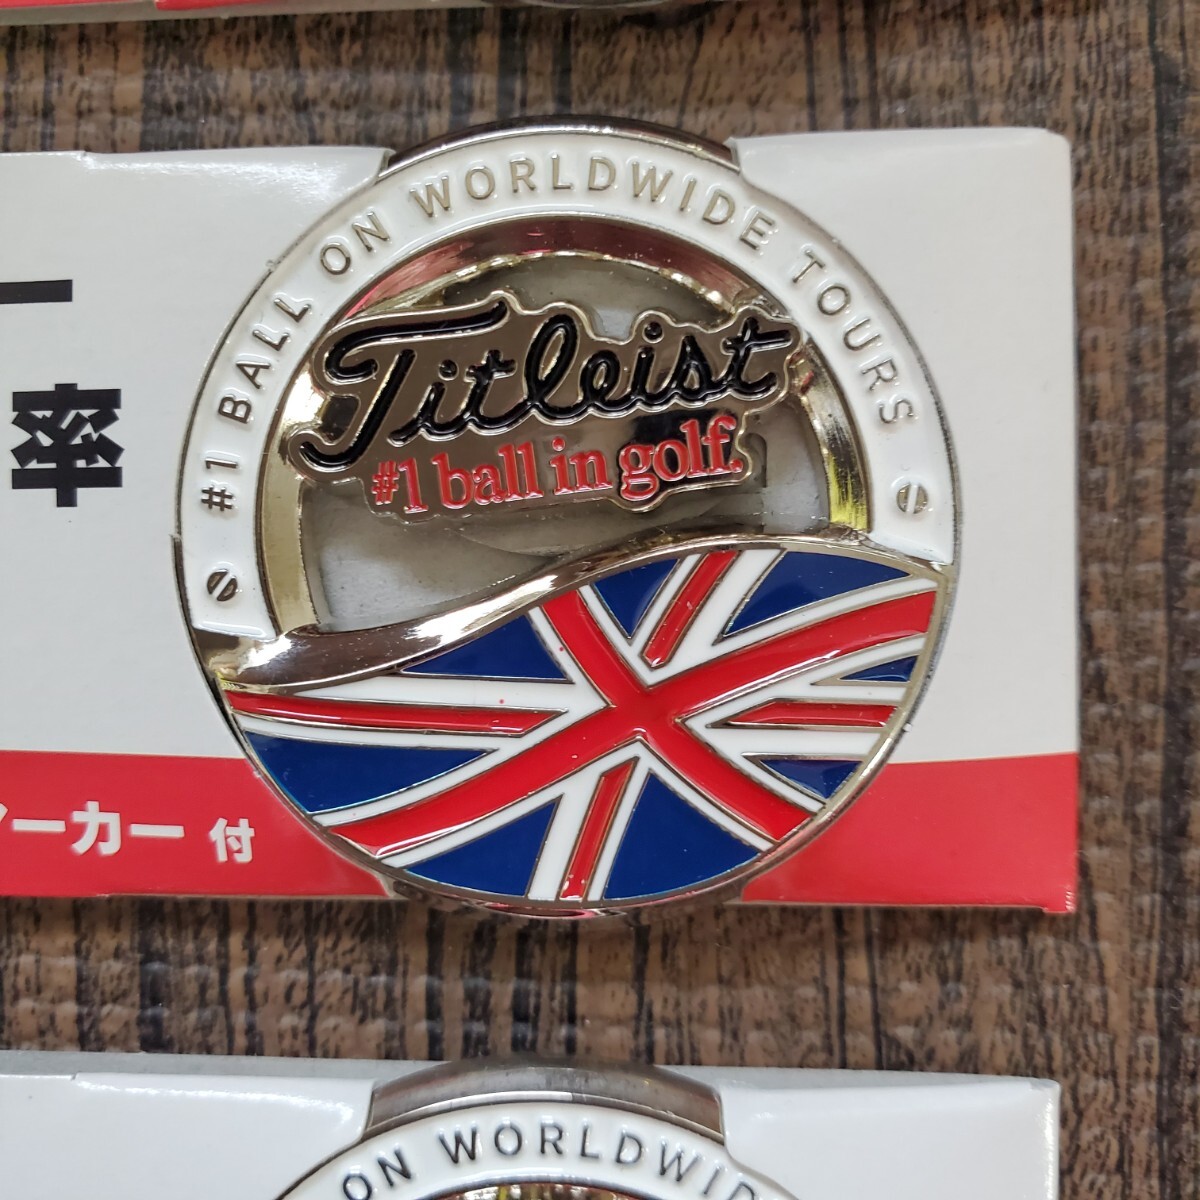 #1 BALL ON WORLDWIDE TOURS
Titleist
#1 ball in golf.
率
ーカー 付
ON WORLDWIDE